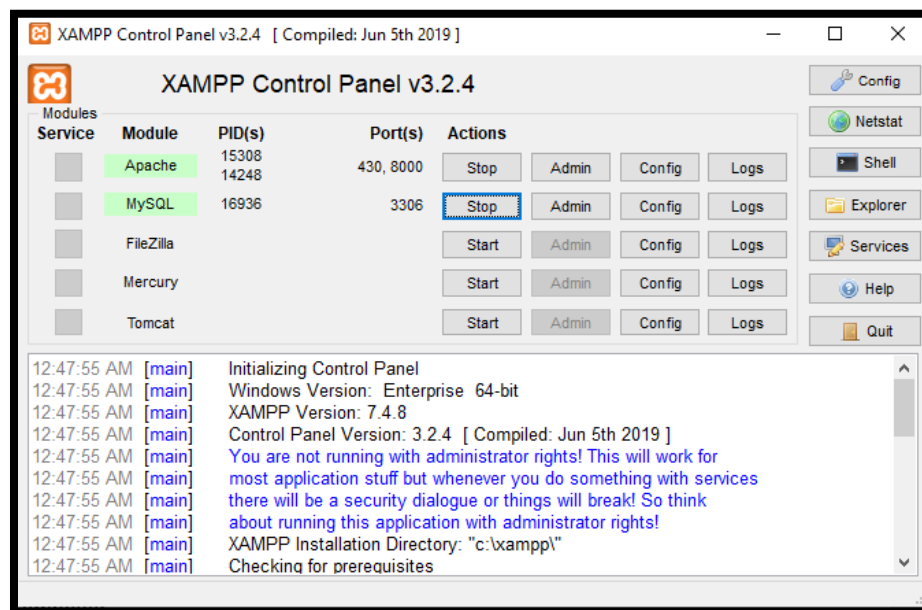 XAMPP Control Panel v3.2.4 [ Compiled: Jun 5th 2019 ]
XAMPP Control Panel v3.2.4
Config
Modules
Service Module PID(s) Port(s) Actions
Netstat
Apache 15308 14248 430, 8000 Stop Admin Config Logs
Shell
MySQL 16936 3306 Stop Admin Config Logs
Explorer
FileZilla Start Admin Config Logs
Services
Mercury Start Admin Config Logs
Help
Tomcat Start Admin Config Logs
Quit
12:47:55 AM [main] Initializing Control Panel
12:47:55 AM [main] Windows Version: Enterprise 64-bit
12:47:55 AM [main] XAMPP Version: 7.4.8
12:47:55 AM [main] Control Panel Version: 3.2.4 [ Compiled: Jun 5th 2019 ]
12:47:55 AM [main] You are not running with administrator rights! This will work for
12:47:55 AM [main] most application stuff but whenever you do something with services
12:47:55 AM [main] there will be a security dialogue or things will break! So think
12:47:55 AM [main] about running this application with administrator rights!
12:47:55 AM [main] XAMPP Installation Directory: "c:\xampp\"
12:47:55 AM [main] Checking for prerequisites